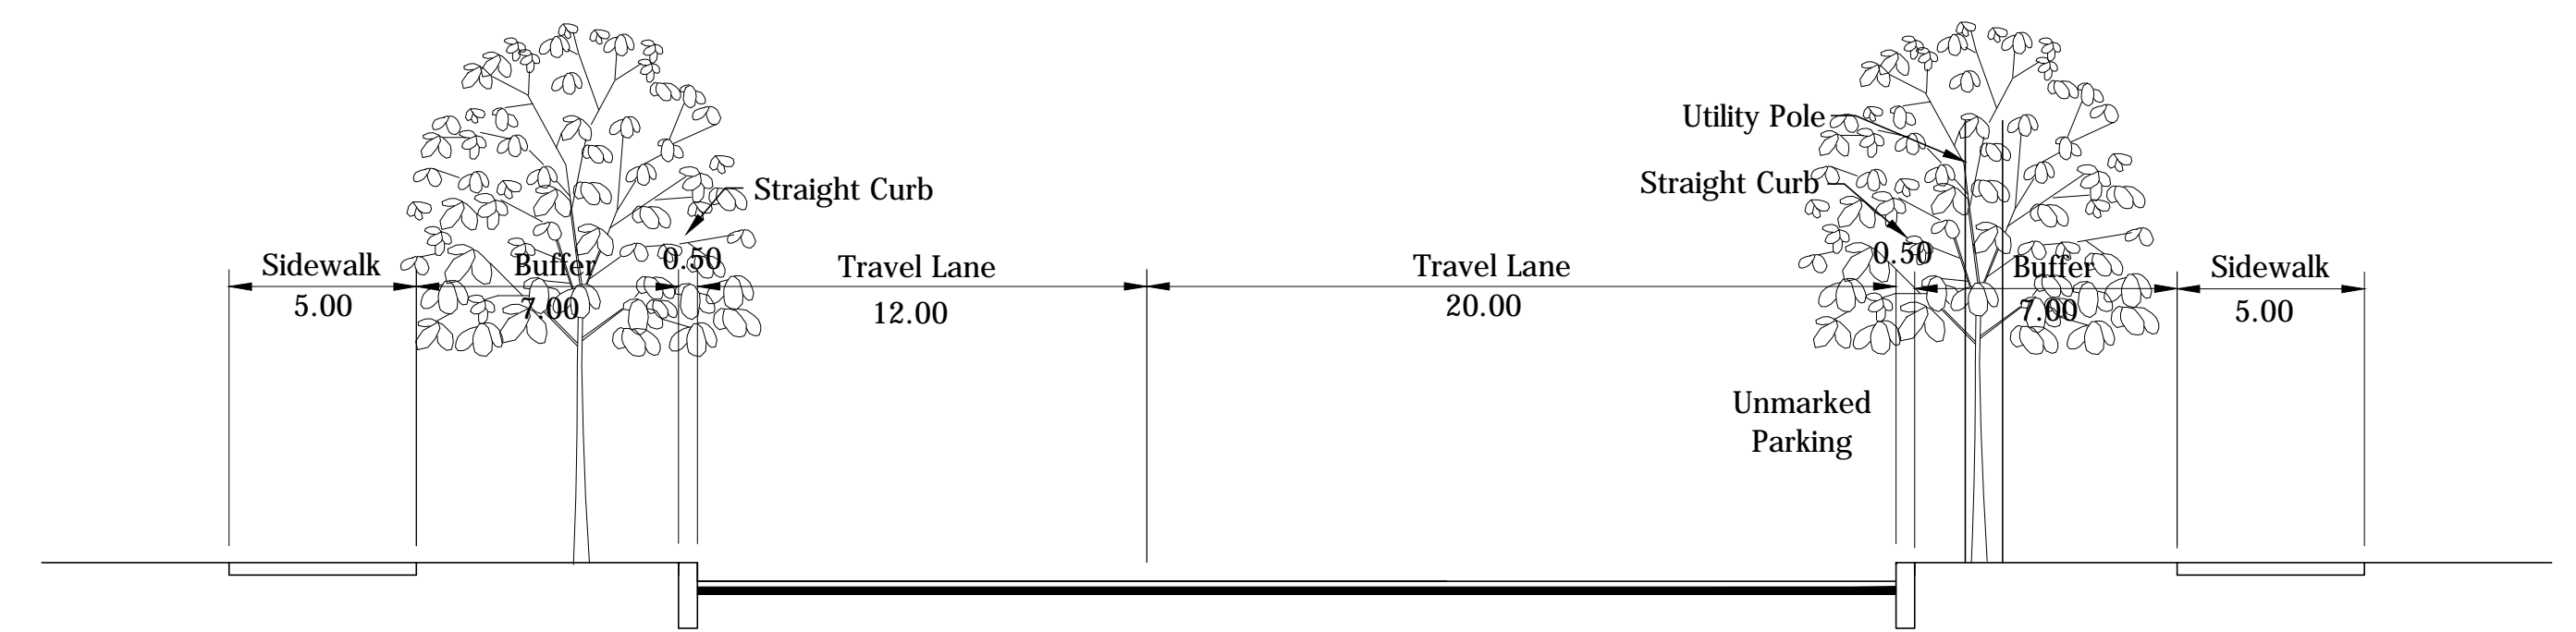 Utility Pole
Straight Curb
Straight Curb
Sidewalk
5.00
Buffer
7.00
0.50
Travel Lane
12.00
Travel Lane
20.00
0.50
Buffer
7.00
Sidewalk
5.00
Unmarked
Parking